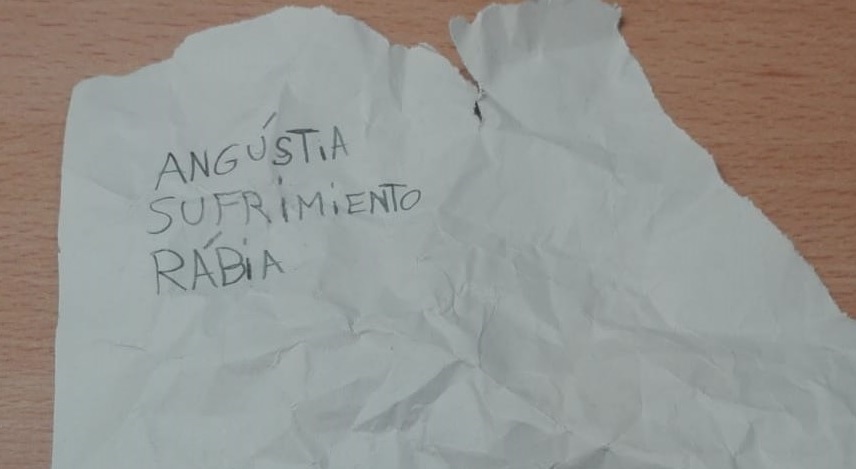 ANGÚSTiA
SUFRiMiENTO
RÁBiA